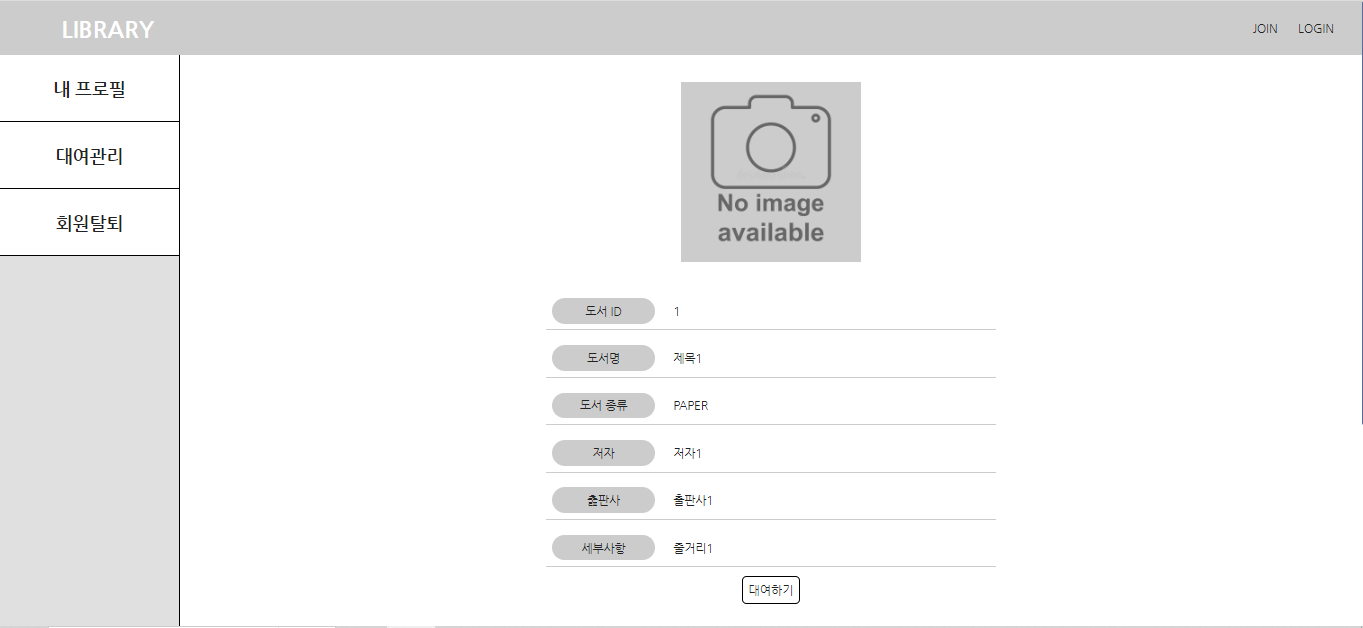 LIBRARY
JOIN LOGIN
내 프로필
대여관리
회원탈퇴
No image
available
도서 ID 1
도서명 제목1
도서 종류 PAPER
저자 저자1
출판사 출판사1
세부사항 줄거리1
대여하기